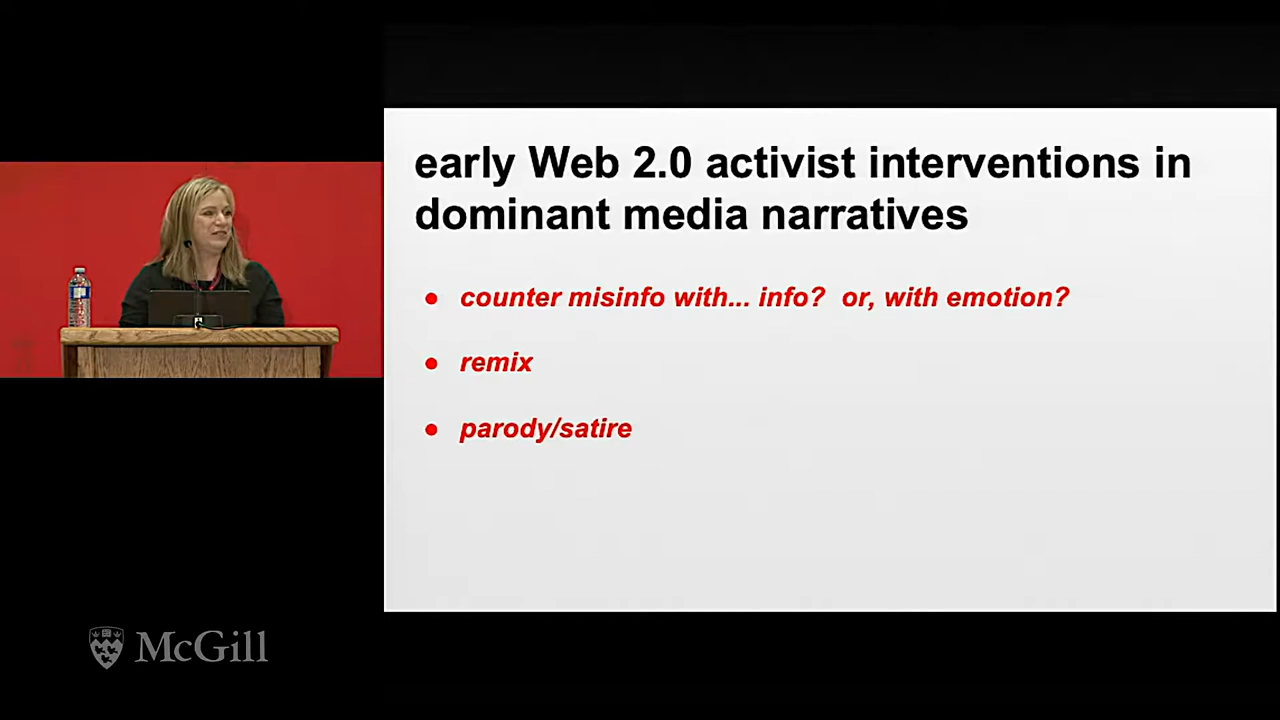 early Web 2.0 activist interventions in
dominant media narratives
● counter misinfo with... info? or, with emotion?
● remix
● parody/satire
McGill